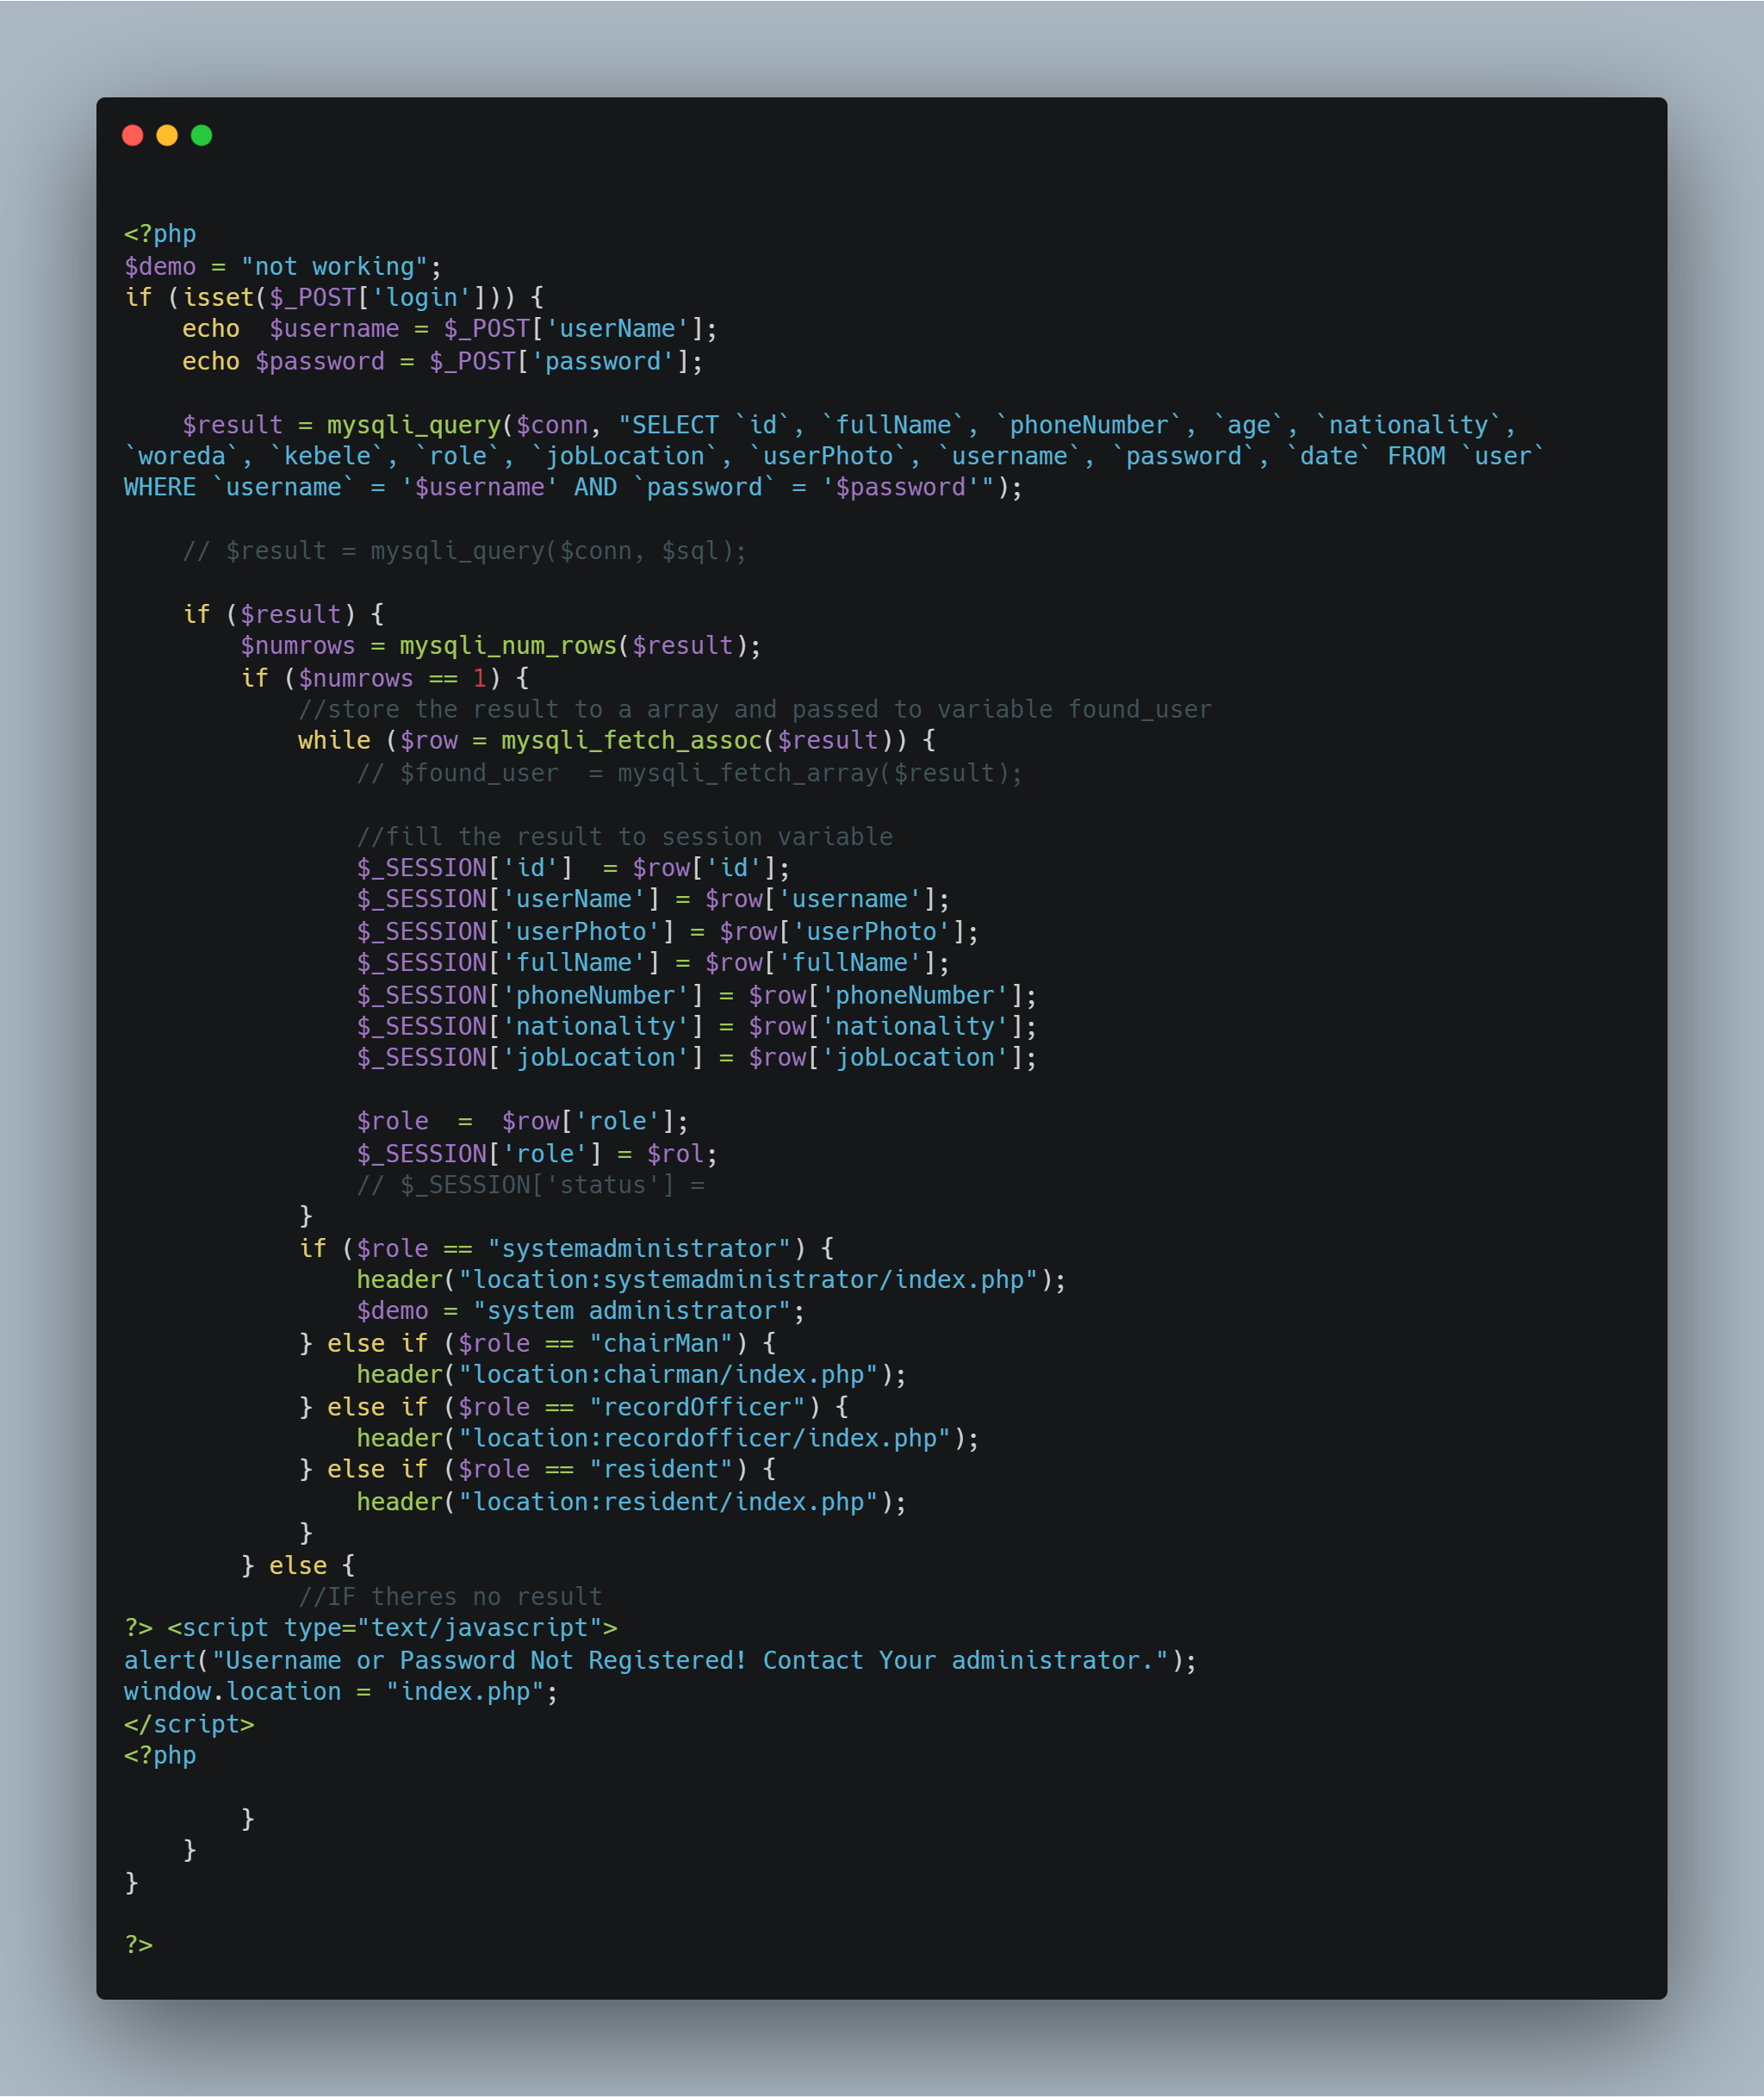 <?php
$demo = "not working";
if (isset($_POST['login'])) {
    echo  $username = $_POST['userName'];
    echo $password = $_POST['password'];

    $result = mysqli_query($conn, "SELECT `id`, `fullName`, `phoneNumber`, `age`, `nationality`,
`woreda`, `kebele`, `role`, `jobLocation`, `userPhoto`, `username`, `password`, `date` FROM `user`
WHERE `username` = '$username' AND `password` = '$password'");

    // $result = mysqli_query($conn, $sql);

    if ($result) {
        $numrows = mysqli_num_rows($result);
        if ($numrows == 1) {
            //store the result to a array and passed to variable found_user
            while ($row = mysqli_fetch_assoc($result)) {
                // $found_user  = mysqli_fetch_array($result);

                //fill the result to session variable
                $_SESSION['id']  = $row['id'];
                $_SESSION['userName'] = $row['username'];
                $_SESSION['userPhoto'] = $row['userPhoto'];
                $_SESSION['fullName'] = $row['fullName'];
                $_SESSION['phoneNumber'] = $row['phoneNumber'];
                $_SESSION['nationality'] = $row['nationality'];
                $_SESSION['jobLocation'] = $row['jobLocation'];

                $role  =  $row['role'];
                $_SESSION['role'] = $rol;
                // $_SESSION['status'] =
            }
            if ($role == "systemadministrator") {
                header("location:systemadministrator/index.php");
                $demo = "system administrator";
            } else if ($role == "chairMan") {
                header("location:chairman/index.php");
            } else if ($role == "recordOfficer") {
                header("location:recordofficer/index.php");
            } else if ($role == "resident") {
                header("location:resident/index.php");
            }
        } else {
            //IF theres no result
?> <script type="text/javascript">
alert("Username or Password Not Registered! Contact Your administrator.");
window.location = "index.php";
</script>
<?php

        }
    }
}

?>